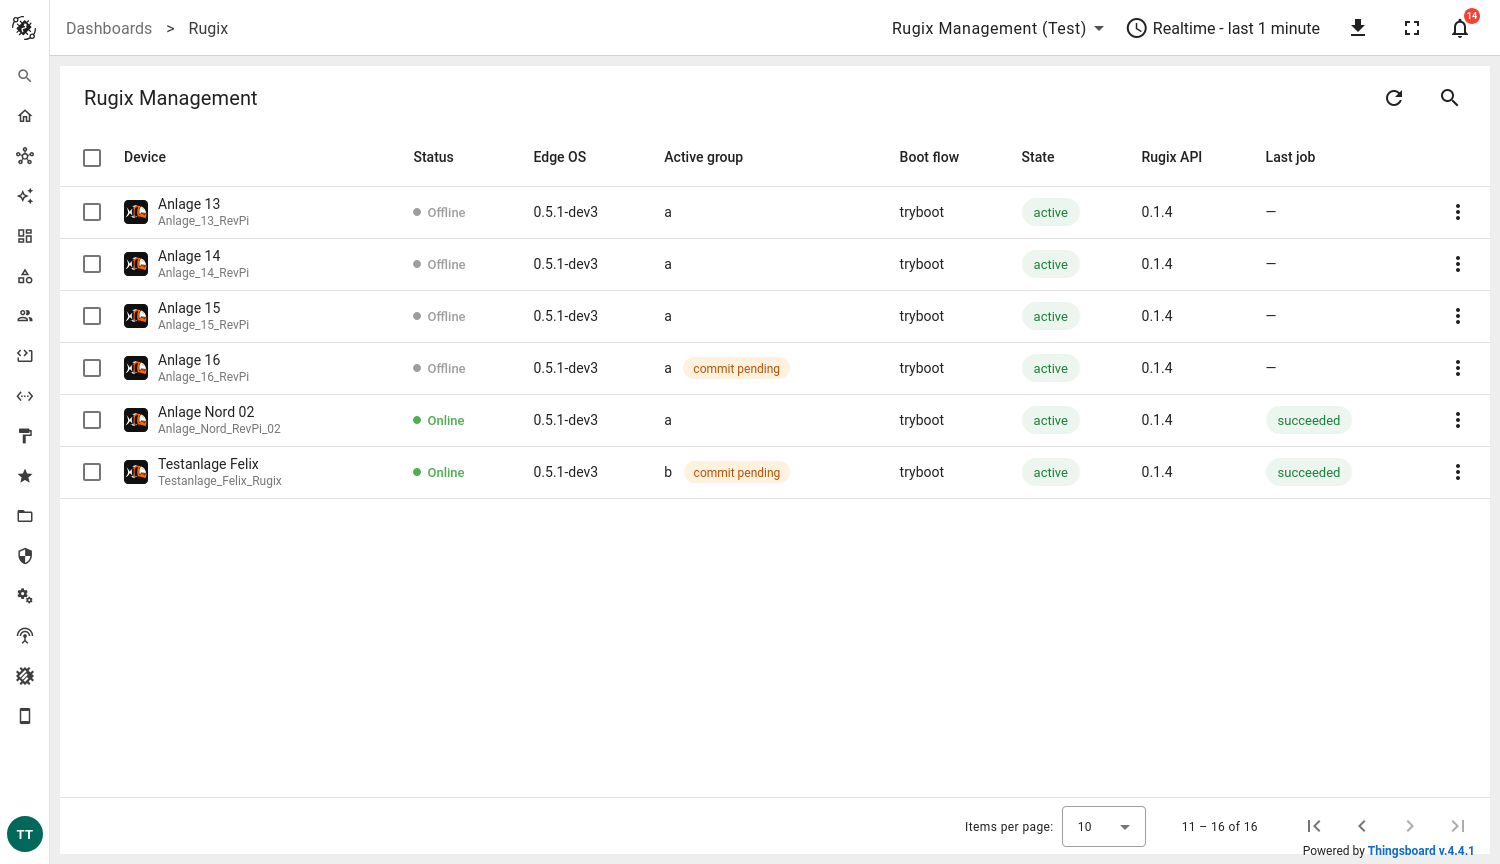 Dashboards > Rugix
Rugix Management (Test)
Realtime - last 1 minute
14
Rugix Management
Device Status Edge OS Active group Boot flow State Rugix API Last job
Anlage 13
Anlage_13_RevPi
Offline 0.5.1-dev3 a tryboot active 0.1.4 —
Anlage 14
Anlage_14_RevPi
Offline 0.5.1-dev3 a tryboot active 0.1.4 —
Anlage 15
Anlage_15_RevPi
Offline 0.5.1-dev3 a tryboot active 0.1.4 —
Anlage 16
Anlage_16_RevPi
Offline 0.5.1-dev3 a commit pending tryboot active 0.1.4 —
Anlage Nord 02
Anlage_Nord_RevPi_02
Online 0.5.1-dev3 a tryboot active 0.1.4 succeeded
Testanlage Felix
Testanlage_Felix_Rugix
Online 0.5.1-dev3 b commit pending tryboot active 0.1.4 succeeded
TT
Items per page: 10 11 – 16 of 16
Powered by Thingsboard v.4.4.1